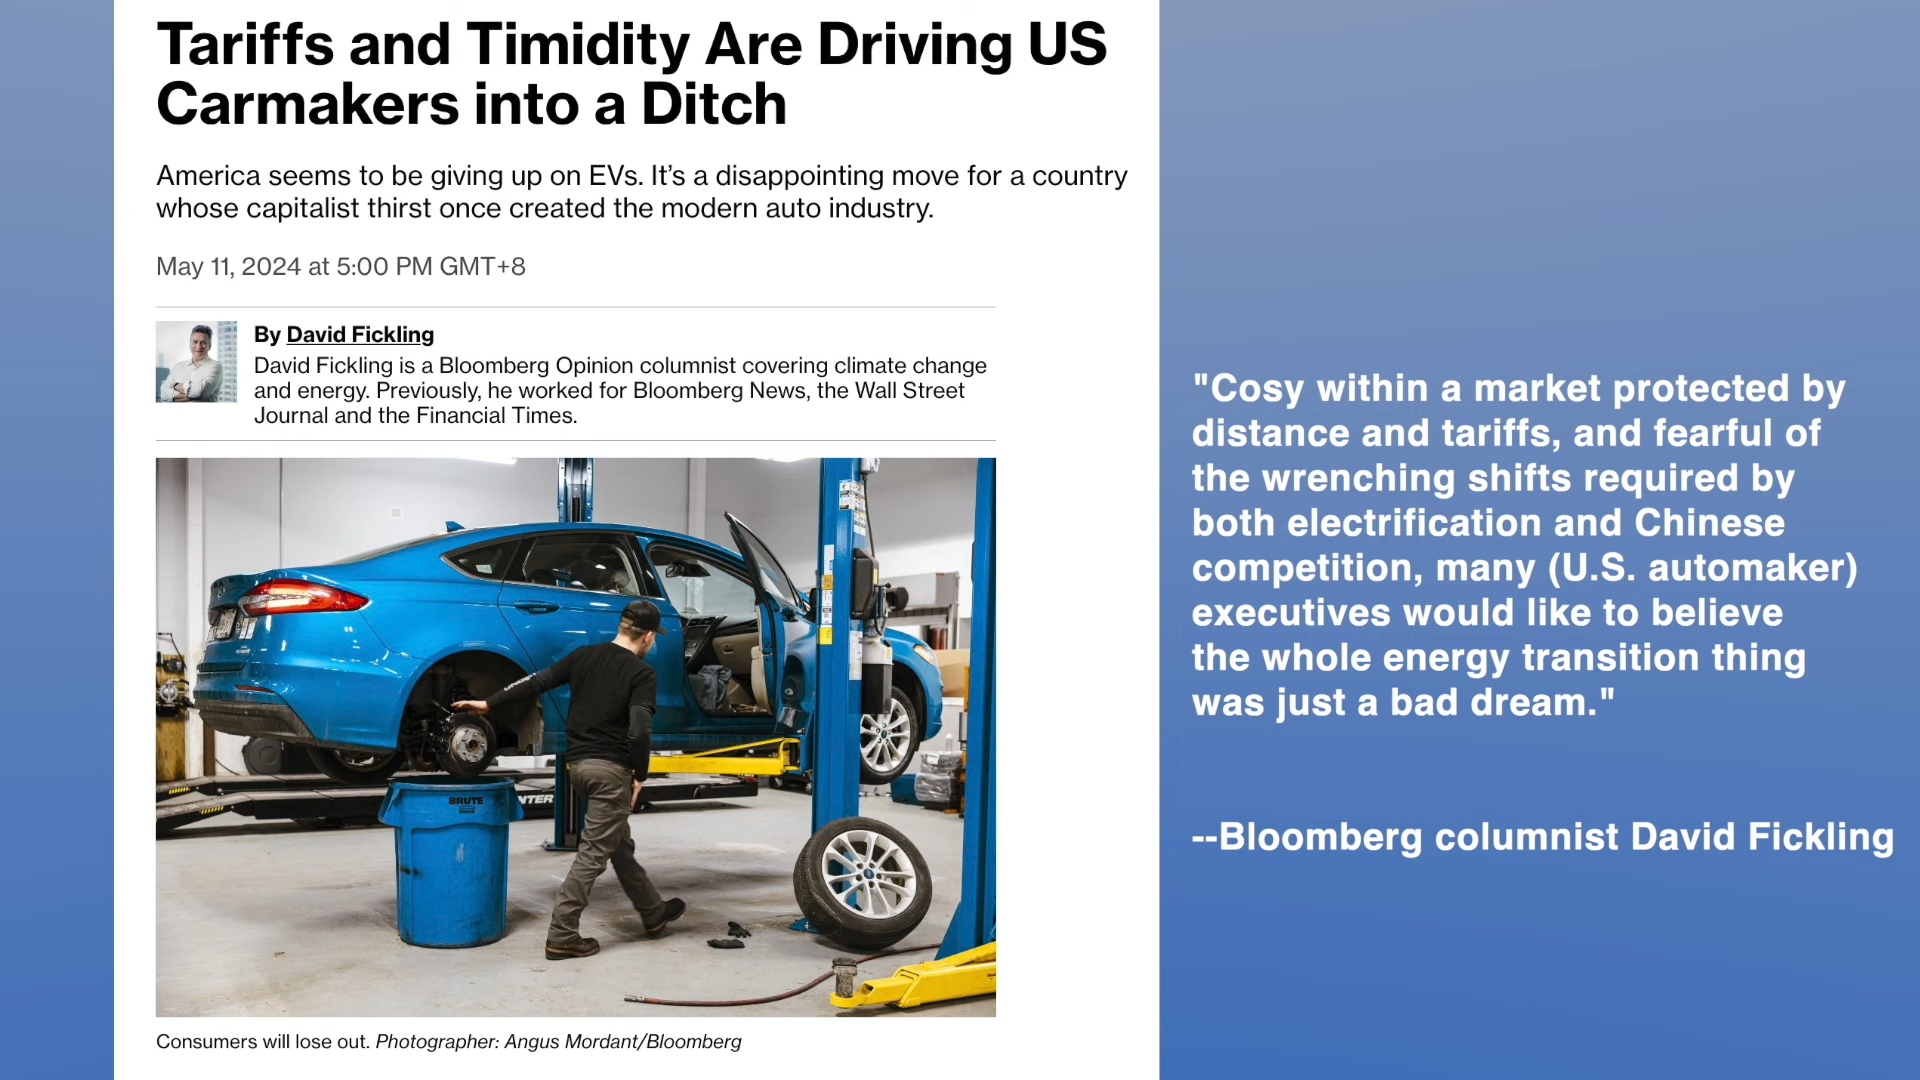 Tariffs and Timidity Are Driving US
Carmakers into a Ditch
America seems to be giving up on EVs. It's a disappointing move for a country
whose capitalist thirst once created the modern auto industry.
May 11, 2024 at 5:00 PM GMT+8
By David Fickling
David Fickling is a Bloomberg Opinion columnist covering climate change
and energy. Previously, he worked for Bloomberg News, the Wall Street
Journal and the Financial Times.
BRUTE
Consumers will lose out. Photographer: Angus Mordant/Bloomberg
"Cosy within a market protected by
distance and tariffs, and fearful of
the wrenching shifts required by
both electrification and Chinese
competition, many (U.S. automaker)
executives would like to believe
the whole energy transition thing
was just a bad dream."
--Bloomberg columnist David Fickling